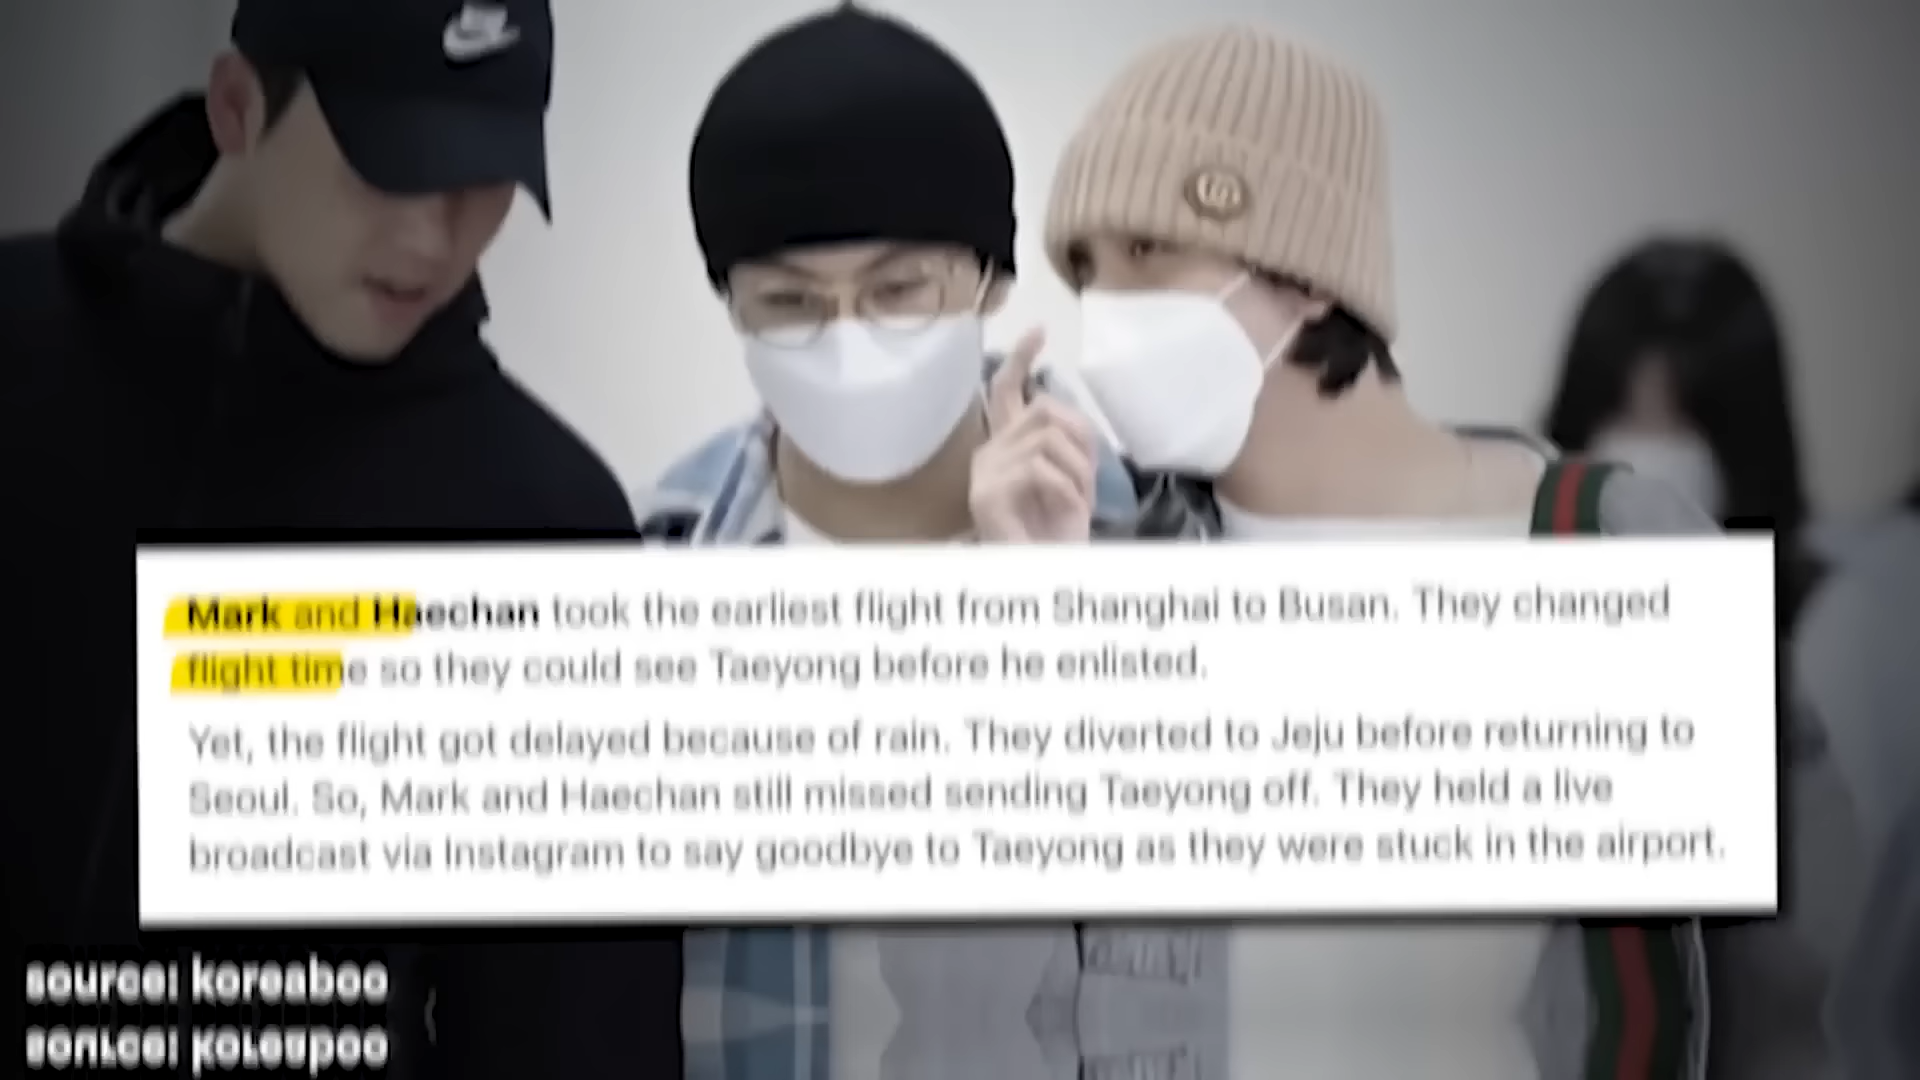 Mark and Haechan took the earliest flight from Shanghai to Busan. They changed
flight time so they could see Taeyong before he enlisted.
Yet, the flight got delayed because of rain. They diverted to Jeju before returning to
Seoul. So, Mark and Haechan still missed sending Taeyong off. They held a live
broadcast via Instagram to say goodbye to Taeyong as they were stuck in the airport.
source: koreaboo